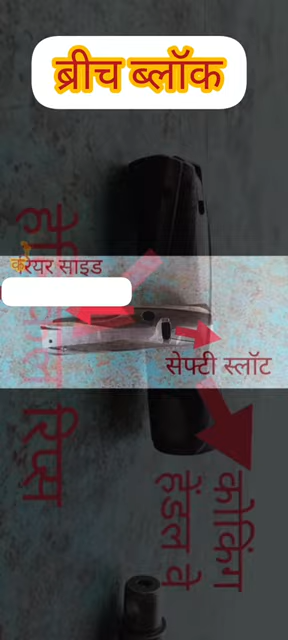 ब्रीच ब्लॉक
कैरियर साइड
सेफ्टी स्लॉट
कोकिंग
हेंडल वे
रिप्स